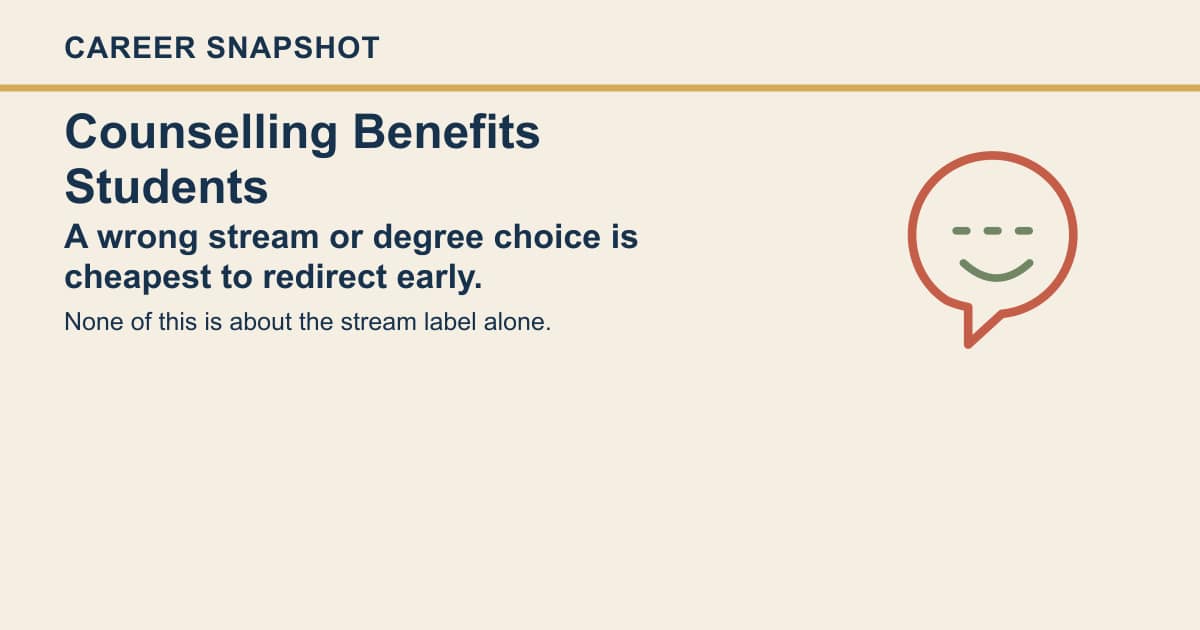 CAREER SNAPSHOT
Counselling Benefits
Students
A wrong stream or degree choice is
cheapest to redirect early.
None of this is about the stream label alone.